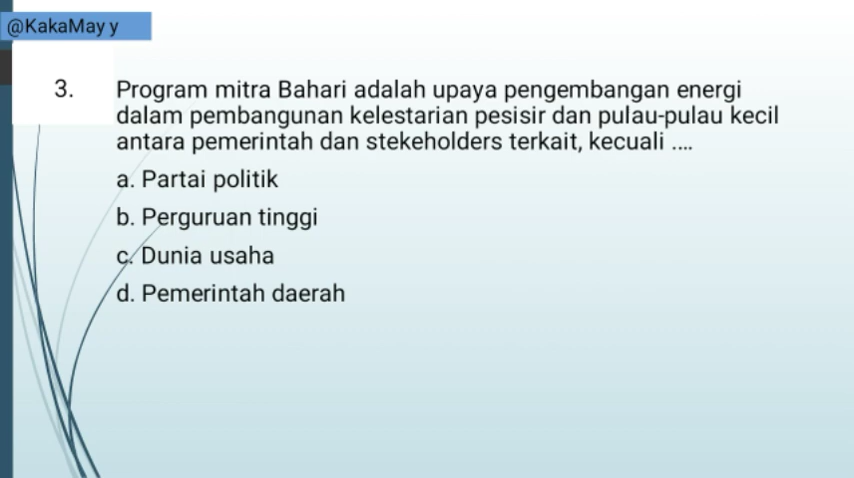 @KakaMay y
3. Program mitra Bahari adalah upaya pengembangan energi
dalam pembangunan kelestarian pesisir dan pulau-pulau kecil
antara pemerintah dan stekeholders terkait, kecuali ....
a. Partai politik
b. Perguruan tinggi
c. Dunia usaha
d. Pemerintah daerah